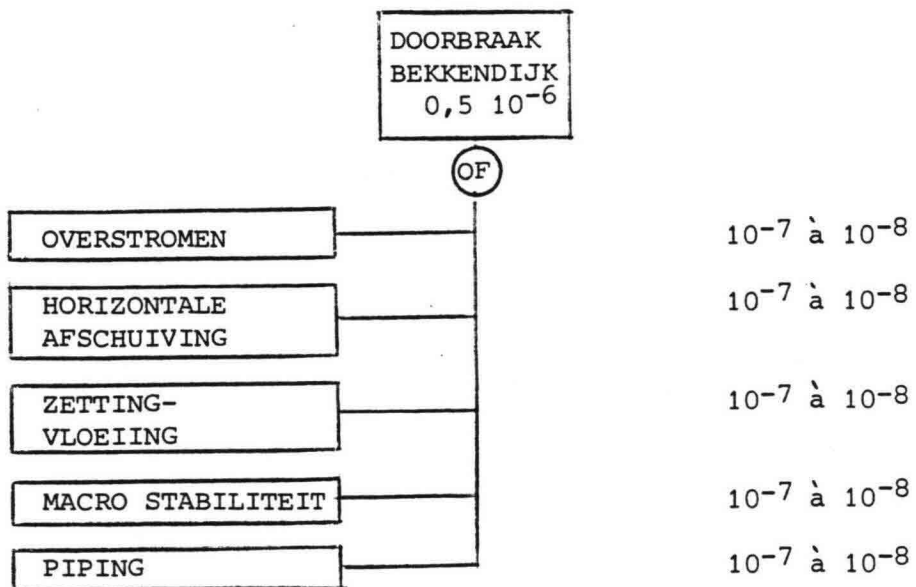 DOORBRAAK
BEKKENDIJK
0,5 10⁻⁶
OF
OVERSTROMEN
10⁻⁷ à 10⁻⁸
HORIZONTALE
AFSCHUIVING
10⁻⁷ à 10⁻⁸
ZETTING-
VLOEIING
10⁻⁷ à 10⁻⁸
MACRO STABILITEIT
10⁻⁷ à 10⁻⁸
PIPING
10⁻⁷ à 10⁻⁸